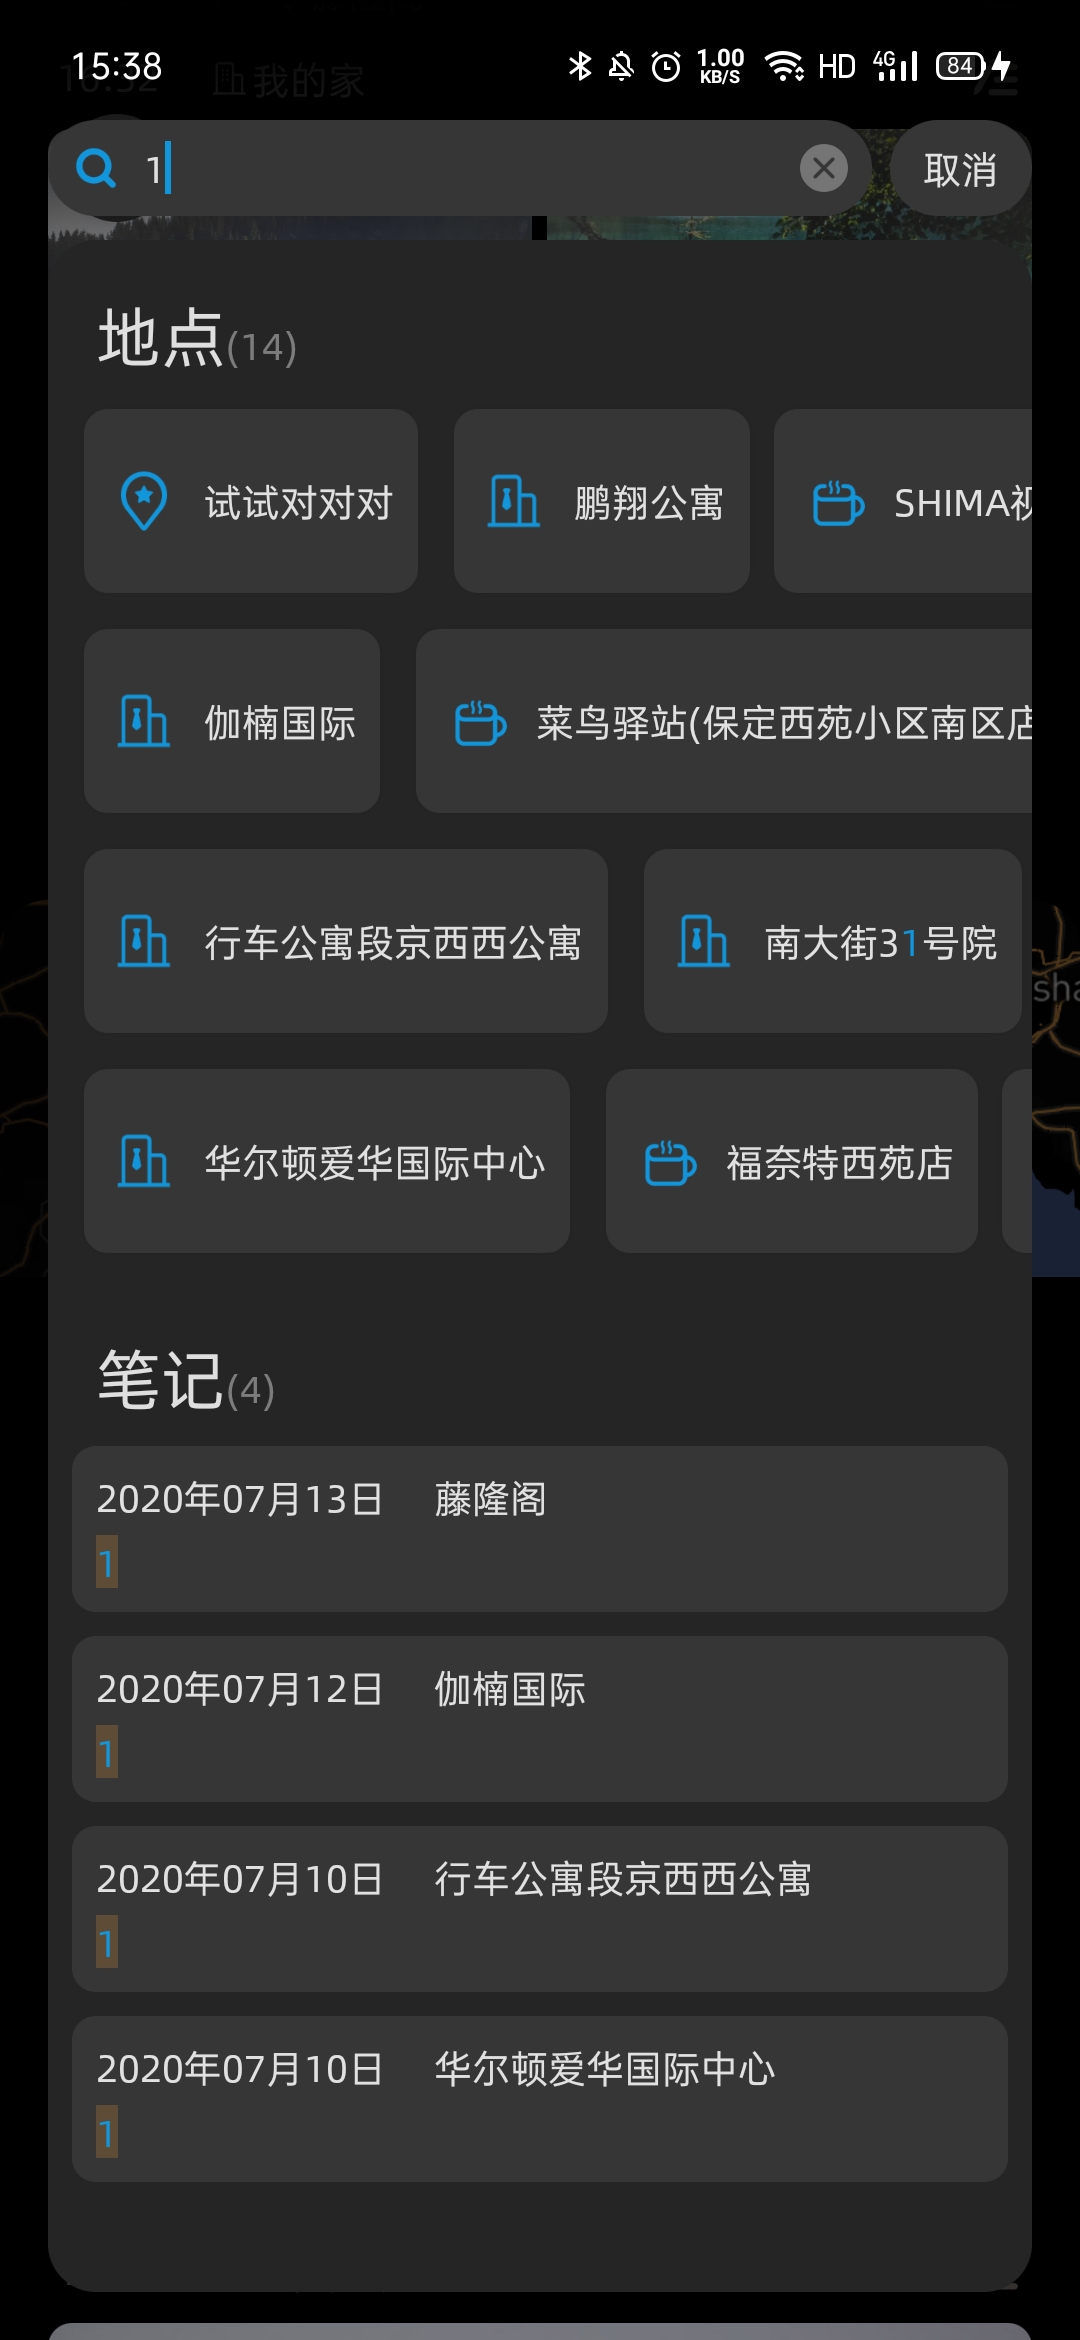 15:38
1.00 KB/S
HD
4G
84
我的家
1
取消
地点(14)
试试对对对
鹏翔公寓
SHIMA视
伽楠国际
菜鸟驿站(保定西苑小区南区店
行车公寓段京西西公寓
南大街31号院
sha
华尔顿爱华国际中心
福奈特西苑店
笔记(4)
2020年07月13日 藤隆阁
1
2020年07月12日 伽楠国际
1
2020年07月10日 行车公寓段京西西公寓
1
2020年07月10日 华尔顿爱华国际中心
1